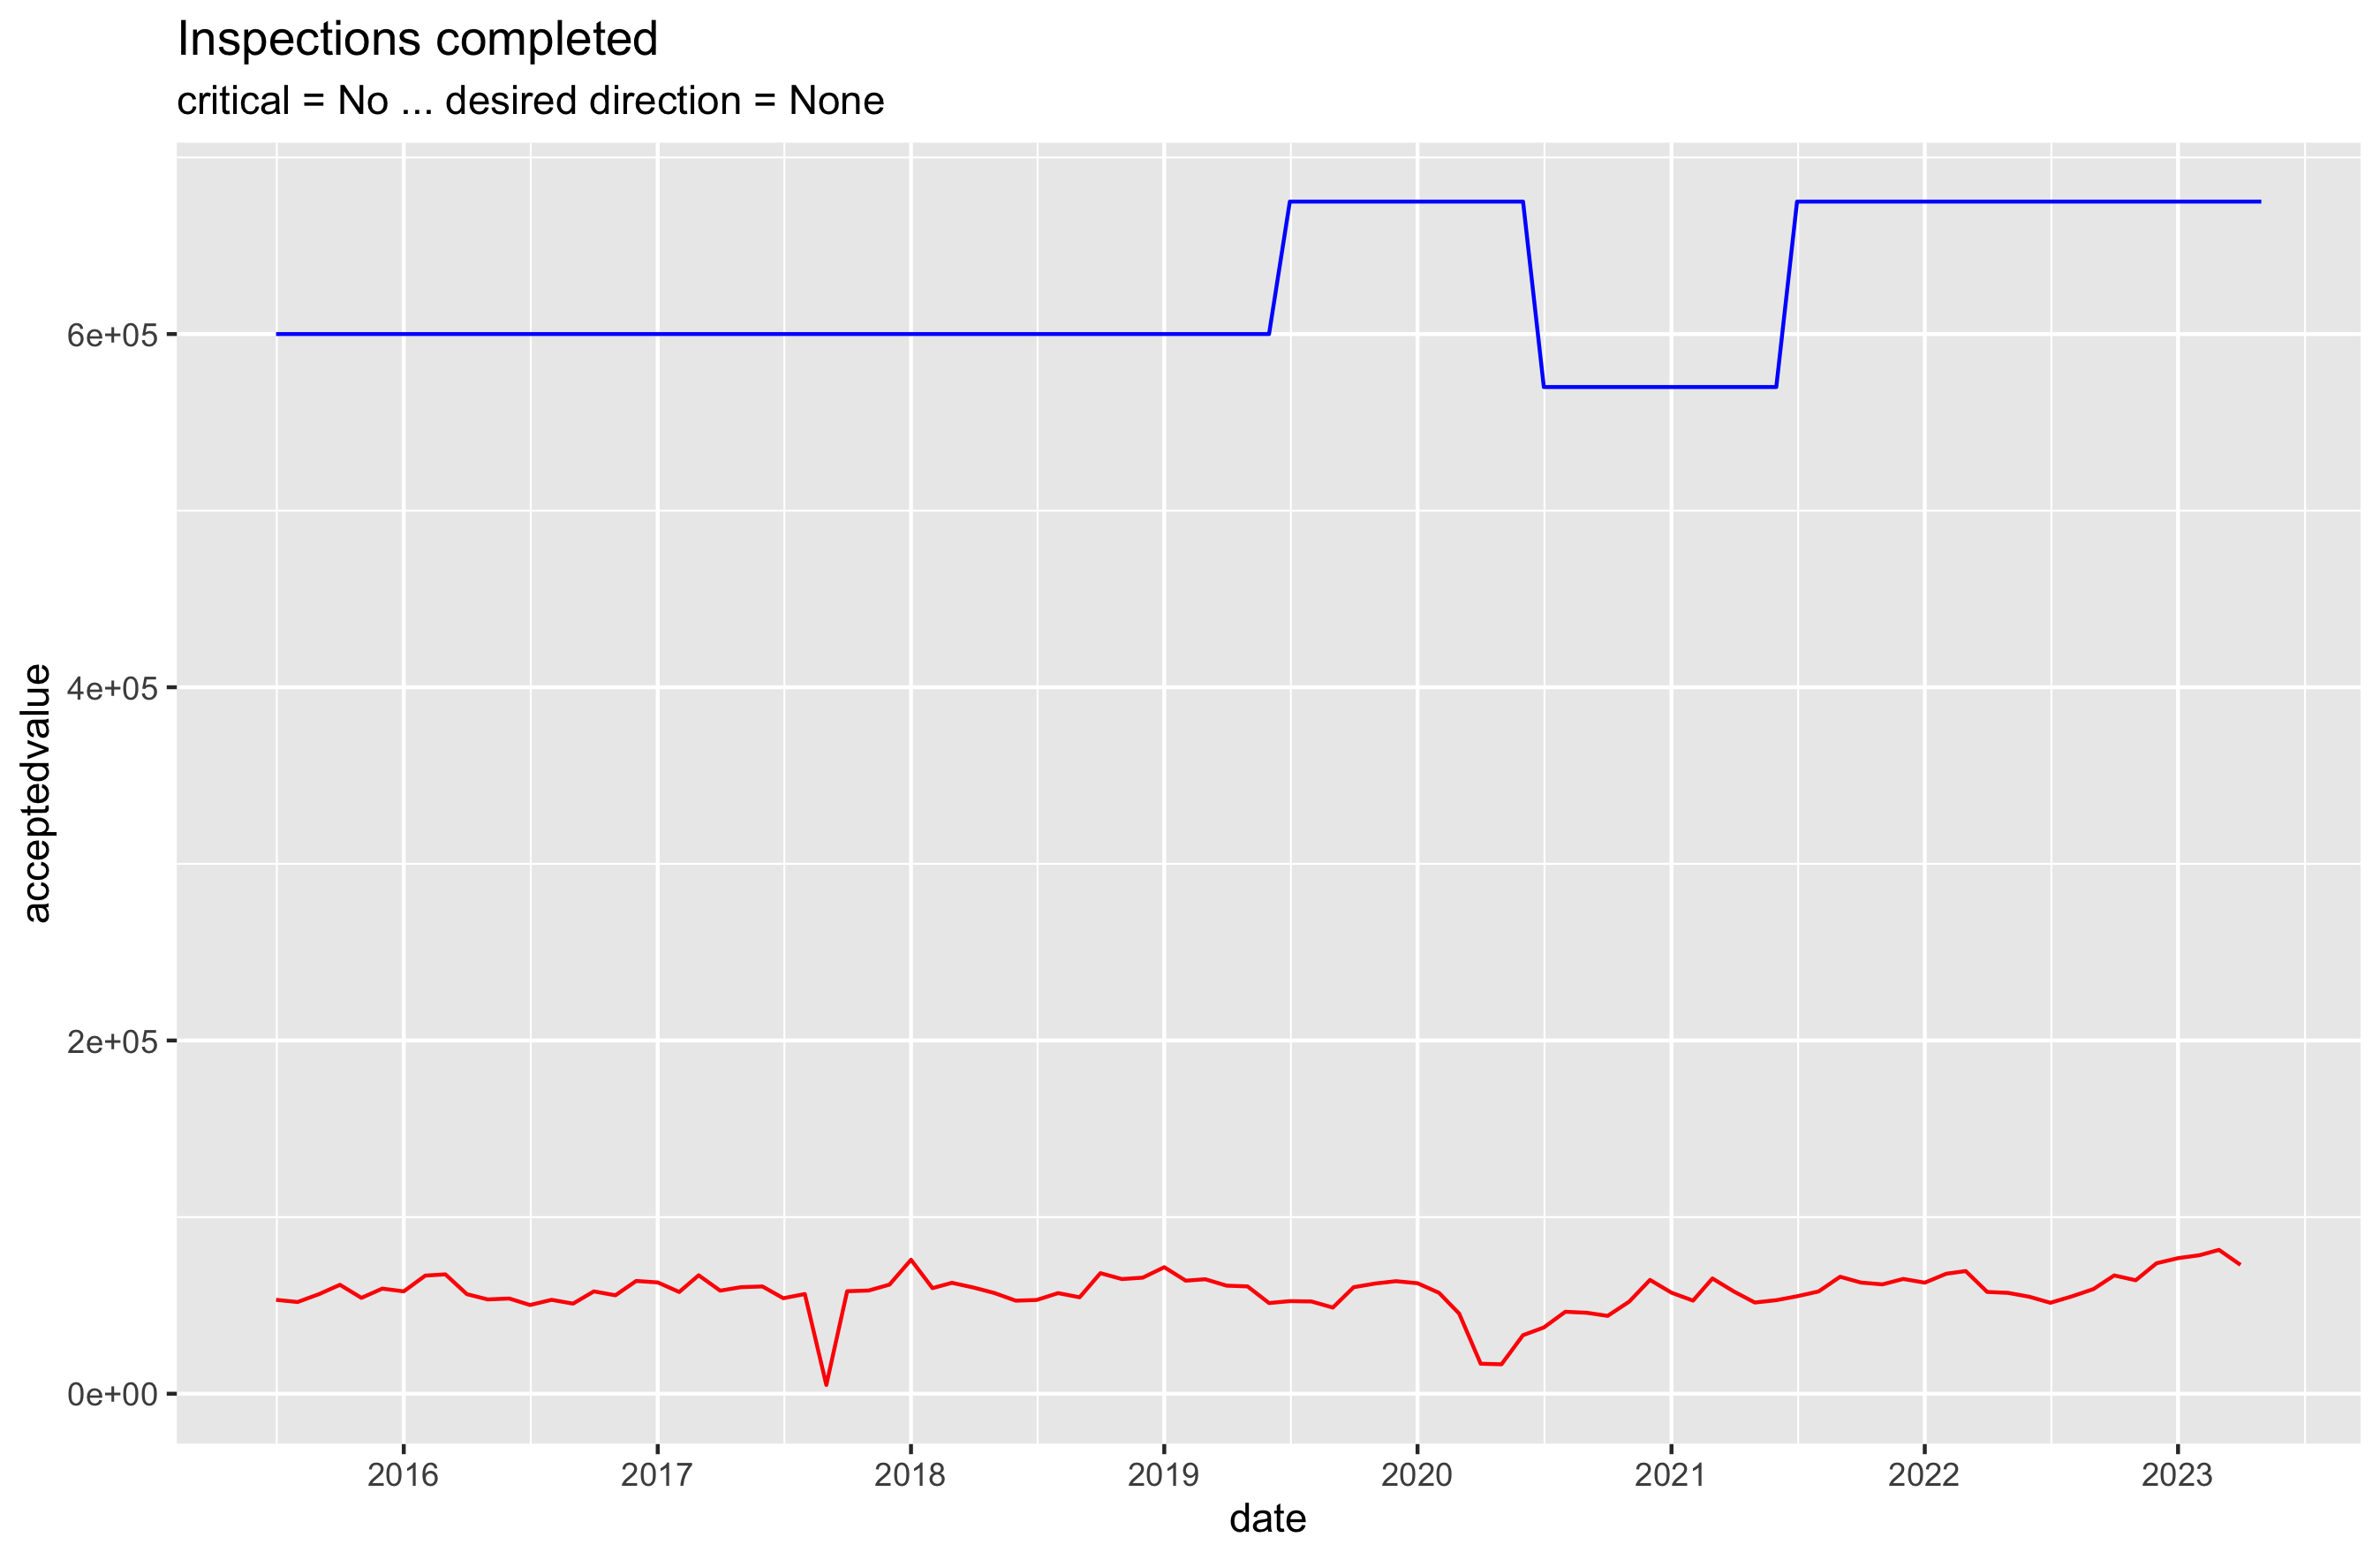 Inspections completed
critical = No ... desired direction = None
acceptedvalue
6e+05
4e+05
2e+05
0e+00
2016 2017 2018 2019 2020 2021 2022 2023
date